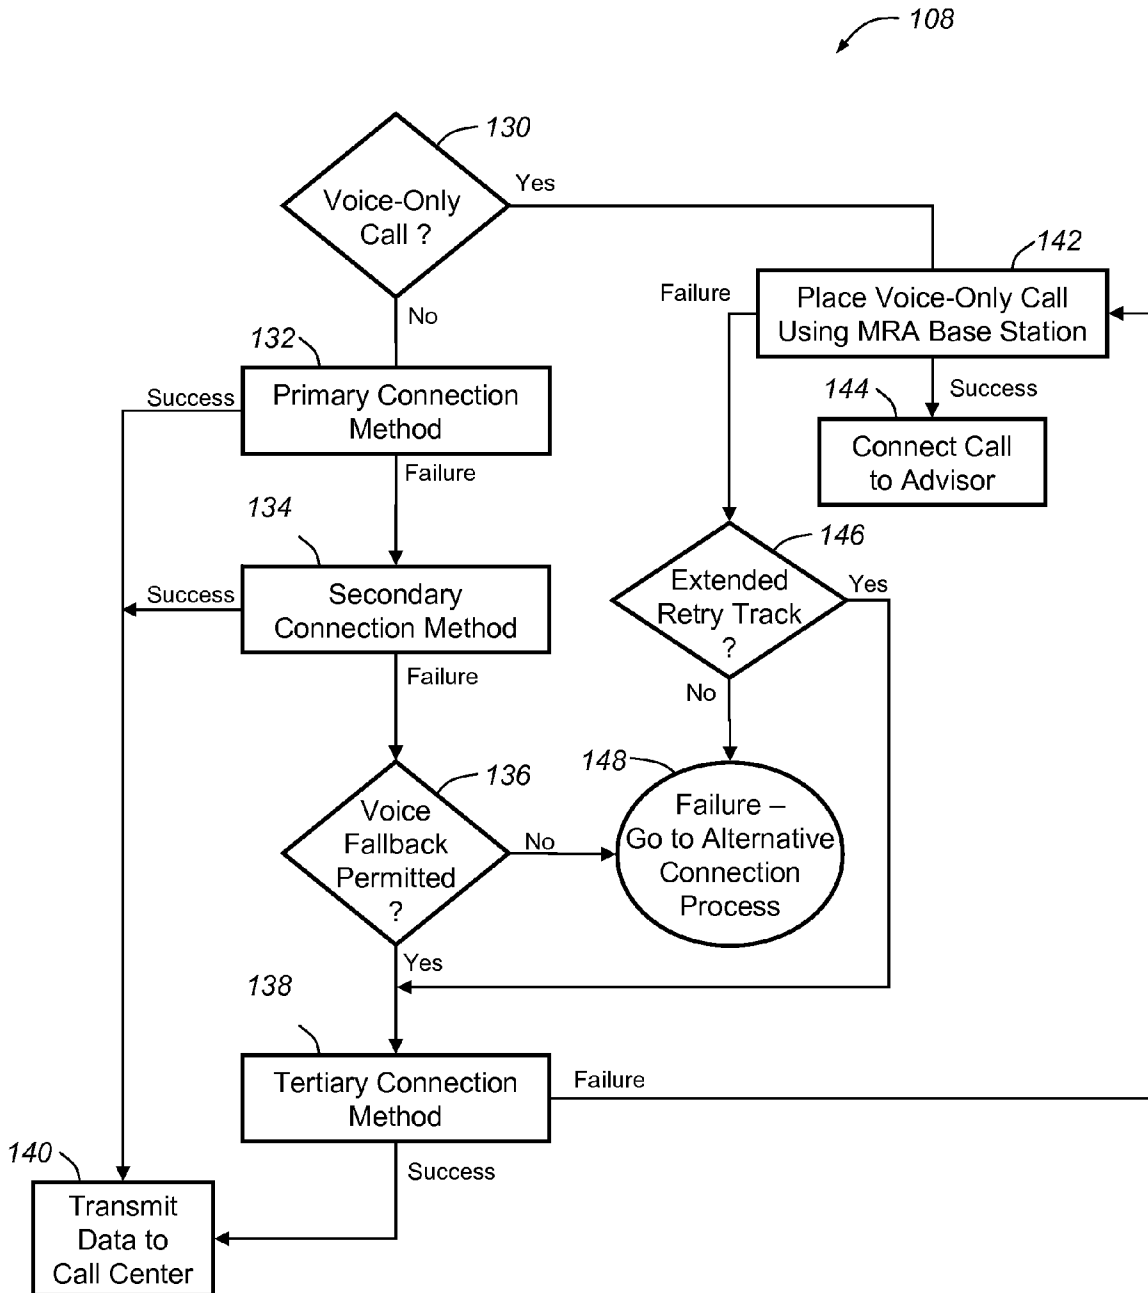 108
130
Voice-Only
Call ?
Yes
No
142
Place Voice-Only Call
Using MRA Base Station
Failure
Success
144
Connect Call
to Advisor
132
Primary Connection
Method
Success
Failure
134
Secondary
Connection Method
Success
Failure
146
Extended
Retry Track
?
Yes
No
136
Voice
Fallback
Permitted
?
No
Yes
148
Failure –
Go to Alternative
Connection
Process
138
Tertiary Connection
Method
Failure
Success
140
Transmit
Data to
Call Center